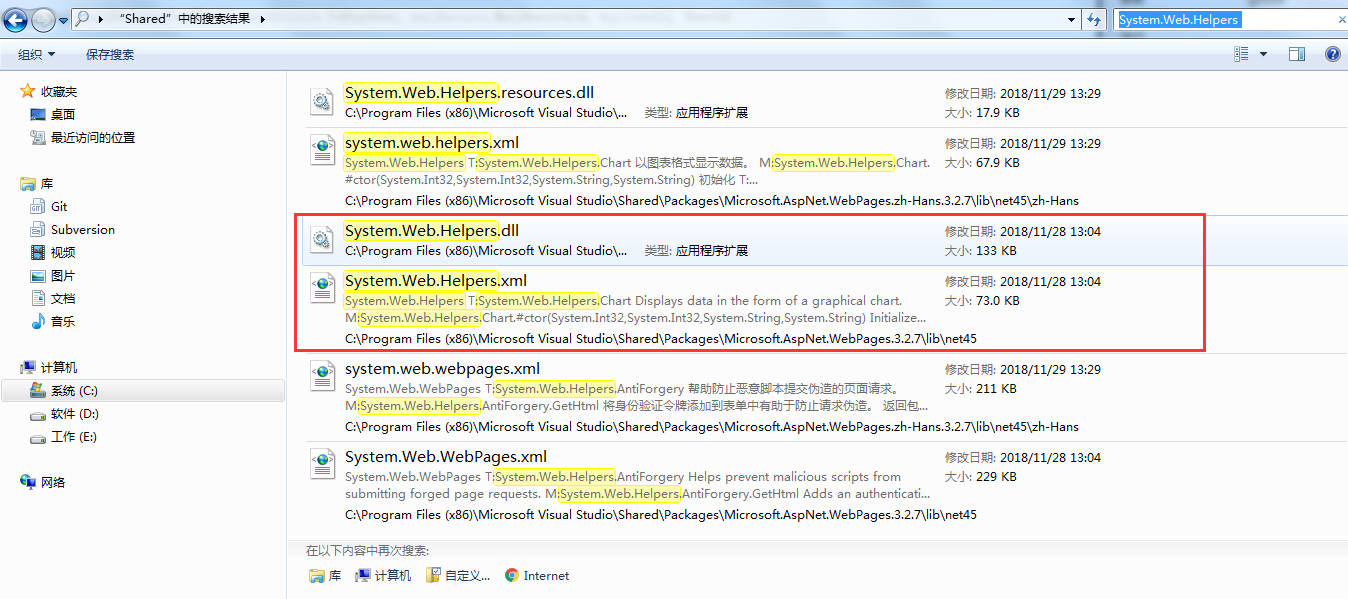 “Shared”中的搜索结果
System.Web.Helpers
组织
保存搜索
收藏夹
桌面
最近访问的位置
库
Git
Subversion
视频
图片
文档
音乐
计算机
系统 (C:)
软件 (D:)
工作 (E:)
网络
System.Web.Helpers.resources.dll
修改日期: 2018/11/29 13:29
C:\Program Files (x86)\Microsoft Visual Studio\... 类型: 应用程序扩展
大小: 17.9 KB
system.web.helpers.xml
修改日期: 2018/11/29 13:29
System.Web.Helpers T:System.Web.Helpers.Chart 以图表格式显示数据。 M:System.Web.Helpers.Chart.
大小: 67.9 KB
#ctor(System.Int32,System.Int32,System.String,System.String) 初始化 T:...
C:\Program Files (x86)\Microsoft Visual Studio\Shared\Packages\Microsoft.AspNet.WebPages.zh-Hans.3.2.7\lib\net45\zh-Hans
System.Web.Helpers.dll
修改日期: 2018/11/28 13:04
C:\Program Files (x86)\Microsoft Visual Studio\... 类型: 应用程序扩展
大小: 133 KB
System.Web.Helpers.xml
修改日期: 2018/11/28 13:04
System.Web.Helpers T:System.Web.Helpers.Chart Displays data in the form of a graphical chart.
大小: 73.0 KB
M:System.Web.Helpers.Chart.#ctor(System.Int32,System.Int32,System.String,System.String) Initialize...
C:\Program Files (x86)\Microsoft Visual Studio\Shared\Packages\Microsoft.AspNet.WebPages.3.2.7\lib\net45
system.web.webpages.xml
修改日期: 2018/11/29 13:29
System.Web.WebPages T:System.Web.Helpers.AntiForgery 帮助防止恶意脚本提交伪造的页面请求。
大小: 211 KB
M:System.Web.Helpers.AntiForgery.GetHtml 将身份验证令牌添加到表单中有助于防止请求伪造。 返回包...
C:\Program Files (x86)\Microsoft Visual Studio\Shared\Packages\Microsoft.AspNet.WebPages.zh-Hans.3.2.7\lib\net45\zh-Hans
System.Web.WebPages.xml
修改日期: 2018/11/28 13:04
System.Web.WebPages T:System.Web.Helpers.AntiForgery Helps prevent malicious scripts from
大小: 229 KB
submitting forged page requests. M:System.Web.Helpers.AntiForgery.GetHtml Adds an authenticati...
C:\Program Files (x86)\Microsoft Visual Studio\Shared\Packages\Microsoft.AspNet.WebPages.3.2.7\lib\net45
在以下内容中再次搜索:
库 计算机 自定义... Internet